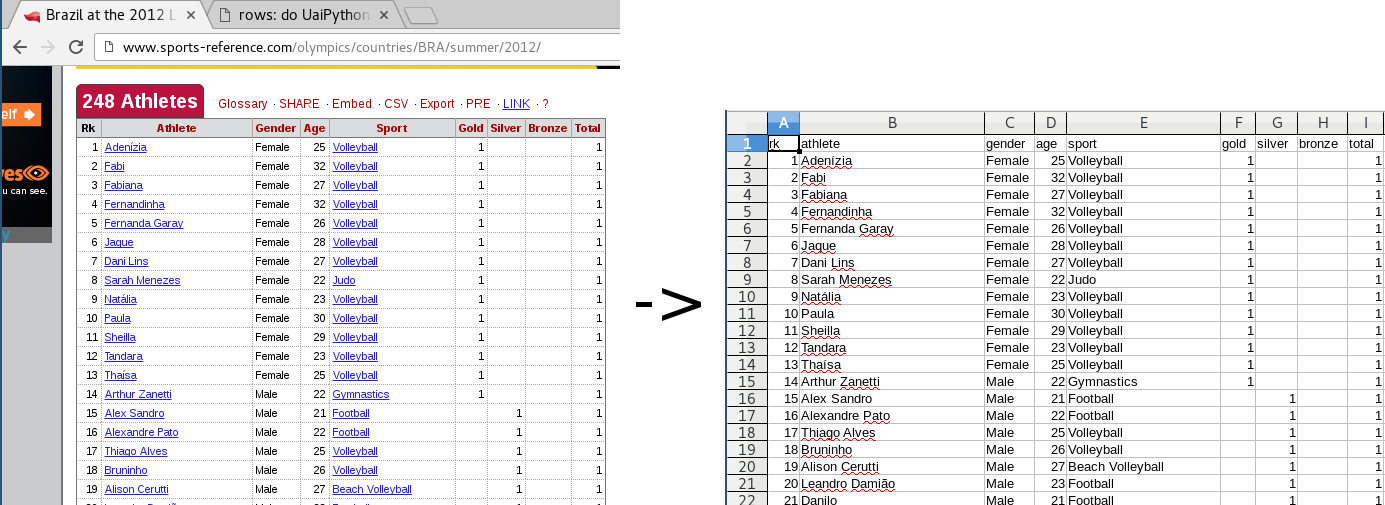 Brazil at the 2012 L
rows: do UaiPython
www.sports-reference.com/olympics/countries/BRA/summer/2012/
248 Athletes Glossary · SHARE · Embed · CSV · Export · PRE · LINK · ?
Rk Athlete Gender Age Sport Gold Silver Bronze Total
1 Adenízia Female 25 Volleyball 1 1
2 Fabi Female 32 Volleyball 1 1
3 Fabiana Female 27 Volleyball 1 1
4 Fernandinha Female 32 Volleyball 1 1
5 Fernanda Garay Female 26 Volleyball 1 1
6 Jaque Female 28 Volleyball 1 1
7 Dani Lins Female 27 Volleyball 1 1
8 Sarah Menezes Female 22 Judo 1 1
9 Natália Female 23 Volleyball 1 1
10 Paula Female 30 Volleyball 1 1
11 Sheilla Female 29 Volleyball 1 1
12 Tandara Female 23 Volleyball 1 1
13 Thaísa Female 25 Volleyball 1 1
14 Arthur Zanetti Male 22 Gymnastics 1 1
15 Alex Sandro Male 21 Football 1 1
16 Alexandre Pato Male 22 Football 1 1
17 Thiago Alves Male 25 Volleyball 1 1
18 Bruninho Male 26 Volleyball 1 1
19 Alison Cerutti Male 27 Beach Volleyball 1 1
elf
ves
u can see.
y
->
A B C D E F G H I
1 rk athlete gender age sport gold silver bronze total
2 1 Adenízia Female 25 Volleyball 1 1
3 2 Fabi Female 32 Volleyball 1 1
4 3 Fabiana Female 27 Volleyball 1 1
5 4 Fernandinha Female 32 Volleyball 1 1
6 5 Fernanda Garay Female 26 Volleyball 1 1
7 6 Jaque Female 28 Volleyball 1 1
8 7 Dani Lins Female 27 Volleyball 1 1
9 8 Sarah Menezes Female 22 Judo 1 1
10 9 Natália Female 23 Volleyball 1 1
11 10 Paula Female 30 Volleyball 1 1
12 11 Sheilla Female 29 Volleyball 1 1
13 12 Tandara Female 23 Volleyball 1 1
14 13 Thaísa Female 25 Volleyball 1 1
15 14 Arthur Zanetti Male 22 Gymnastics 1 1
16 15 Alex Sandro Male 21 Football 1 1
17 16 Alexandre Pato Male 22 Football 1 1
18 17 Thiago Alves Male 25 Volleyball 1 1
19 18 Bruninho Male 26 Volleyball 1 1
20 19 Alison Cerutti Male 27 Beach Volleyball 1 1
21 20 Leandro Damião Male 23 Football 1 1
22 21 Danilo Male 21 Football 1 1